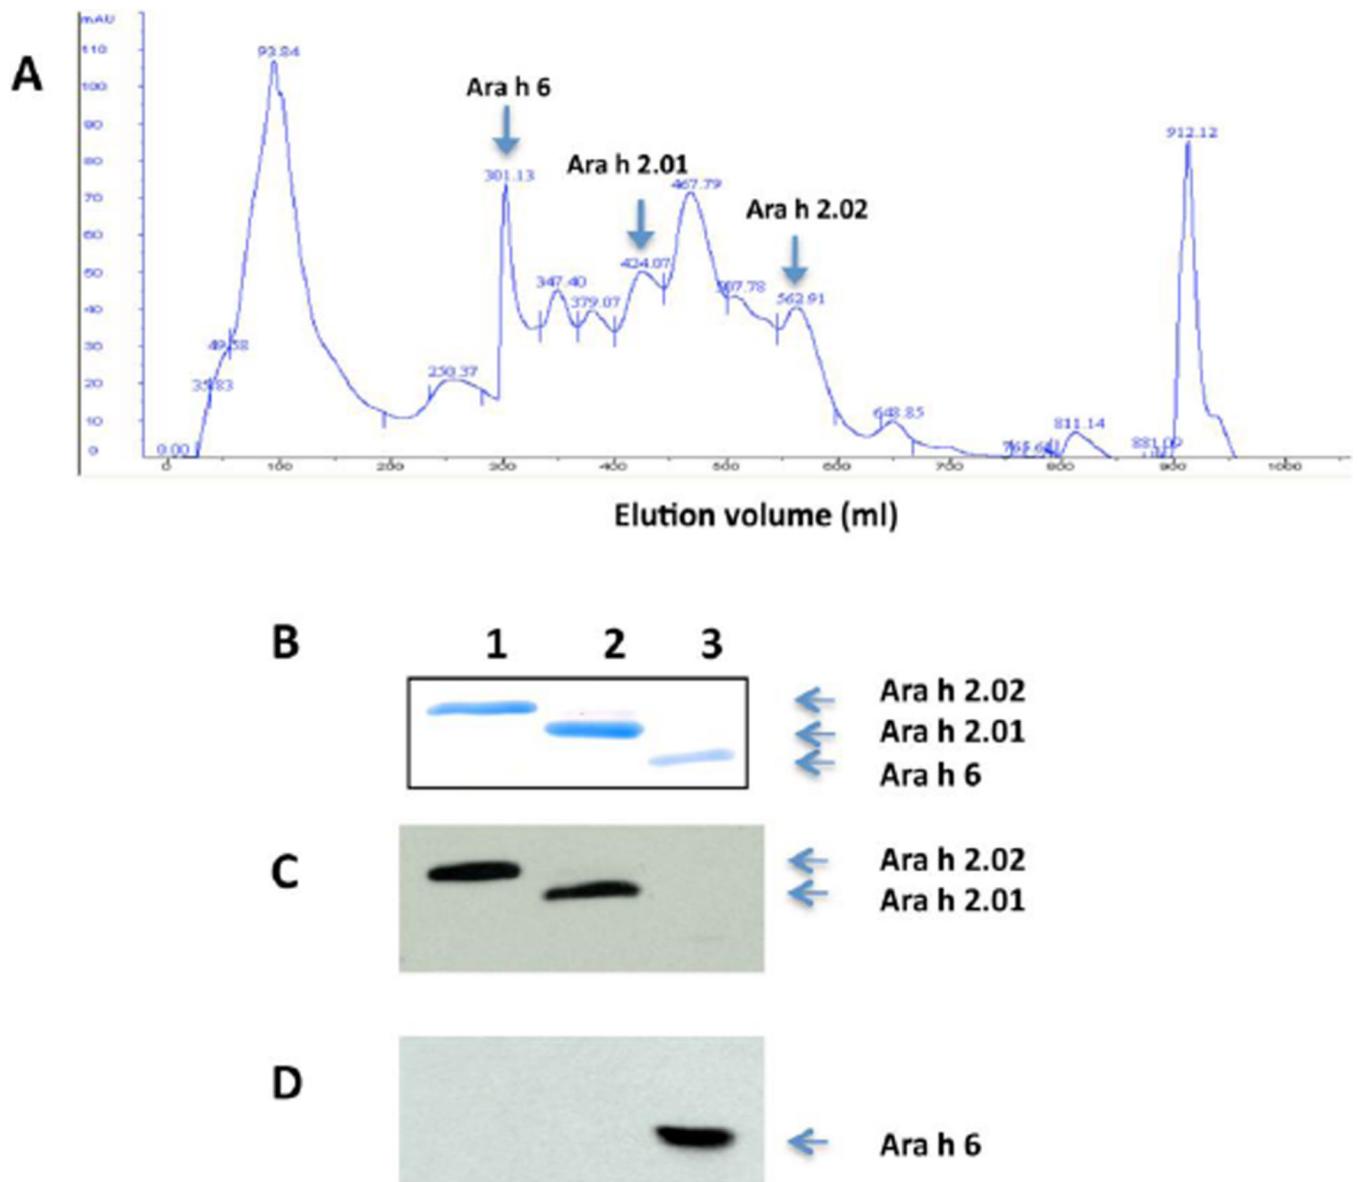 A
mAU
110
100
90
80
70
60
50
40
30
20
10
0
93.84
Ara h 6
301.13
Ara h 2.01
424.07
467.79
Ara h 2.02
562.91
912.12
347.40
379.07
507.78
49.58
35.83
250.37
648.85
811.14
0.00
0 100 200 300 400 500 600 700 800 900 1000
Elution volume (ml)
B 1 2 3
Ara h 2.02
Ara h 2.01
Ara h 6
C
Ara h 2.02
Ara h 2.01
D
Ara h 6